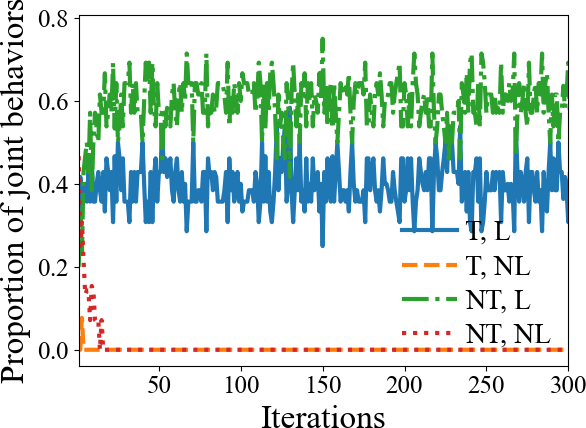 Proportion of joint behaviors
0.8
0.6
0.4
0.2
0.0
T, L
T, NL
NT, L
NT, NL
50 100 150 200 250 300
Iterations